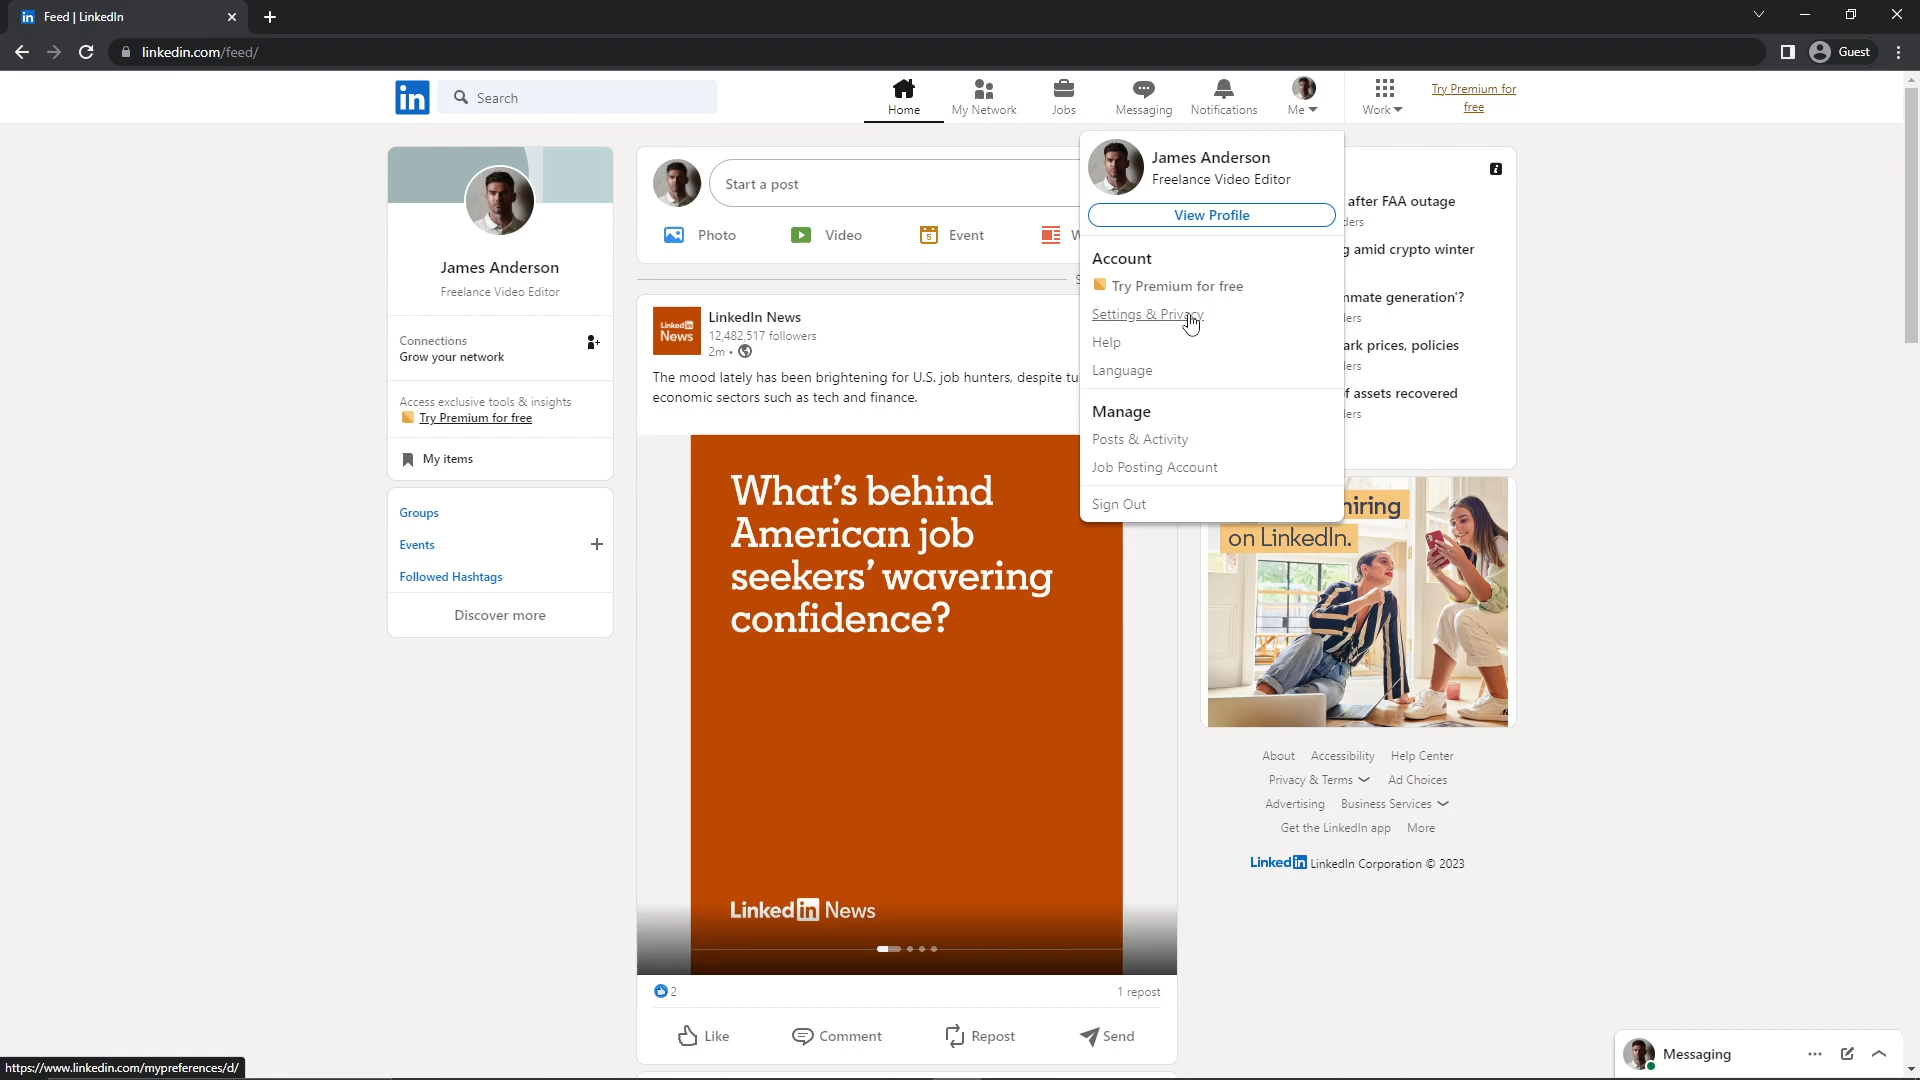 Feed | LinkedIn
linkedin.com/feed/
Guest
in
Search
Home
My Network
Jobs
Messaging
Notifications
Me
Work
Try Premium for
free
James Anderson
Freelance Video Editor
Connections
Grow your network
Access exclusive tools & insights
Try Premium for free
My items
Groups
Events
Followed Hashtags
Discover more
Start a post
Photo
Video
5
Event
LinkedIn
News
LinkedIn News
12,482,517 followers
2m •
The mood lately has been brightening for U.S. job hunters, despite
economic sectors such as tech and finance.
What's behind
American job
seekers' wavering
confidence?
LinkedIn News
2
1 repost
Like
Comment
Repost
Send
James Anderson
Freelance Video Editor
View Profile
Account
Try Premium for free
Settings & Privacy
Help
Language
Manage
Posts & Activity
Job Posting Account
Sign Out
after FAA outage
amid crypto winter
generation'?
prices, policies
assets recovered
hiring
on LinkedIn.
About Accessibility Help Center
Privacy & Terms Ad Choices
Advertising Business Services
Get the LinkedIn app More
LinkedIn LinkedIn Corporation © 2023
Messaging
https://www.linkedin.com/mypreferences/d/